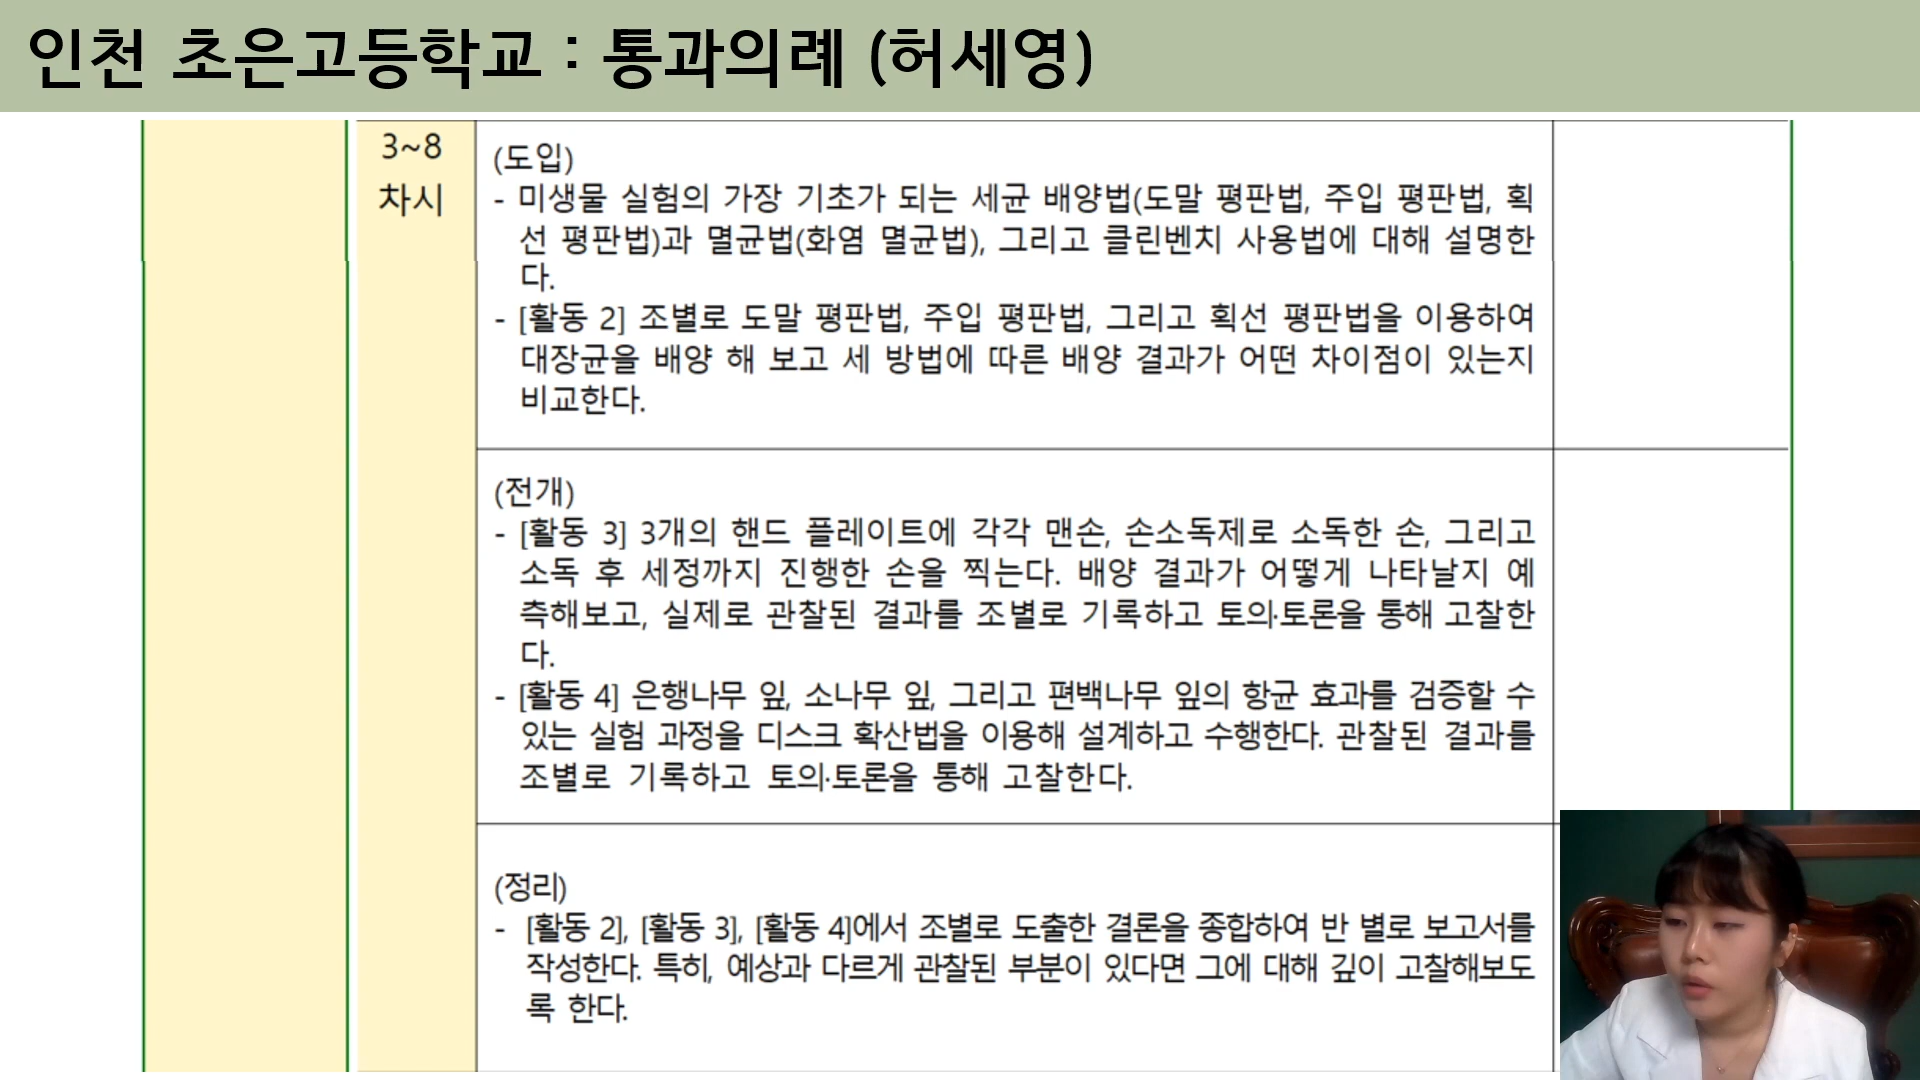 인천 초은고등학교 : 통과의례 (허세영)
3~8
차시
(도입)
- 미생물 실험의 가장 기초가 되는 세균 배양법(도말 평판법, 주입 평판법, 획
선 평판법)과 멸균법(화염 멸균법), 그리고 클린벤치 사용법에 대해 설명한
다.
- [활동 2] 조별로 도말 평판법, 주입 평판법, 그리고 획선 평판법을 이용하여
대장균을 배양 해 보고 세 방법에 따른 배양 결과가 어떤 차이점이 있는지
비교한다.
(전개)
- [활동 3] 3개의 핸드 플레이트에 각각 맨손, 손소독제로 소독한 손, 그리고
소독 후 세정까지 진행한 손을 찍는다. 배양 결과가 어떻게 나타날지 예
측해보고, 실제로 관찰된 결과를 조별로 기록하고 토의·토론을 통해 고찰한
다.
- [활동 4] 은행나무 잎, 소나무 잎, 그리고 편백나무 잎의 항균 효과를 검증할 수
있는 실험 과정을 디스크 확산법을 이용해 설계하고 수행한다. 관찰된 결과를
조별로 기록하고 토의·토론을 통해 고찰한다.
(정리)
- [활동 2], [활동 3], [활동 4]에서 조별로 도출한 결론을 종합하여 반 별로 보고서를
작성한다. 특히, 예상과 다르게 관찰된 부분이 있다면 그에 대해 깊이 고찰해보도
록 한다.